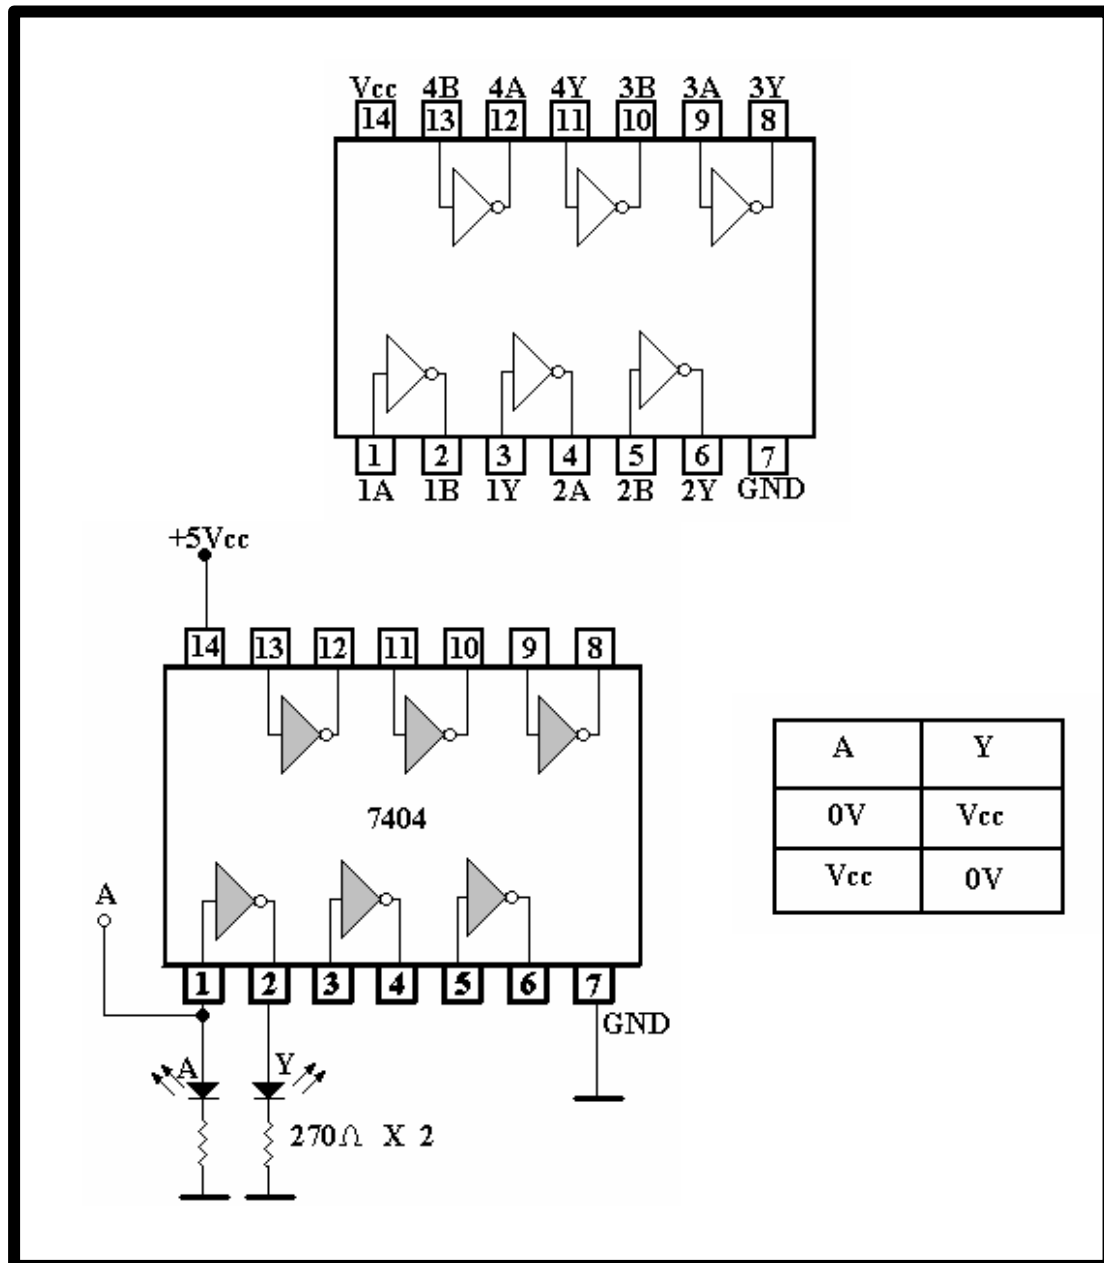 Vcc 4B 4A 4Y 3B 3A 3Y
14 13 12 11 10 9 8
1 2 3 4 5 6 7
1A 1B 1Y 2A 2B 2Y GND
+5Vcc
14 13 12 11 10 9 8
7404
A
1 2 3 4 5 6 7
GND
A Y
270Ω X 2
A Y
0V Vcc
Vcc 0V